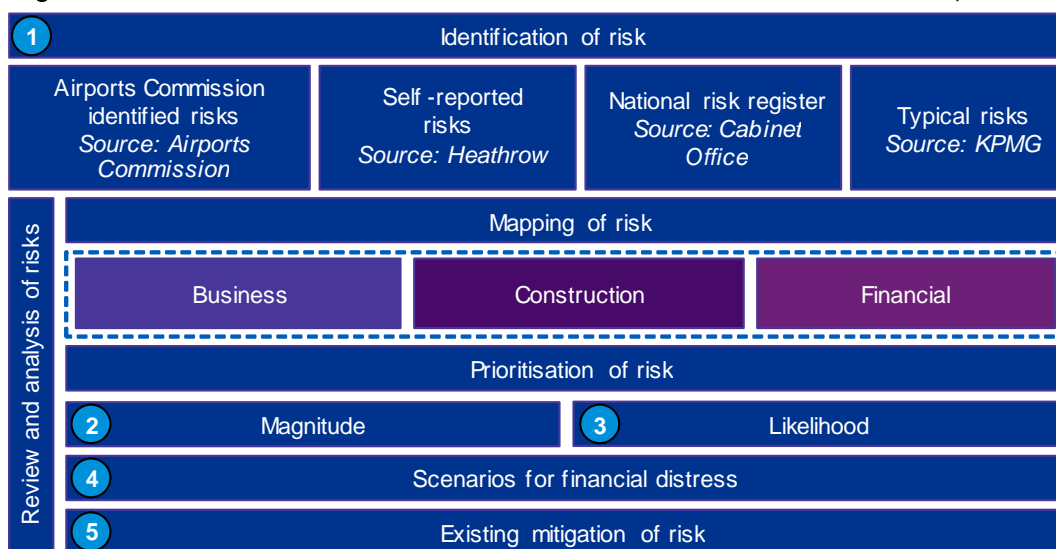 1
Identification of risk
Airports Commission
identified risks
Source: Airports
Commission
Self-reported
risks
Source: Heathrow
National risk register
Source: Cabinet
Office
Typical risks
Source: KPMG
Review and analysis of risks
Mapping of risk
Business
Construction
Financial
Prioritisation of risk
2
Magnitude
3
Likelihood
4
Scenarios for financial distress
5
Existing mitigation of risk